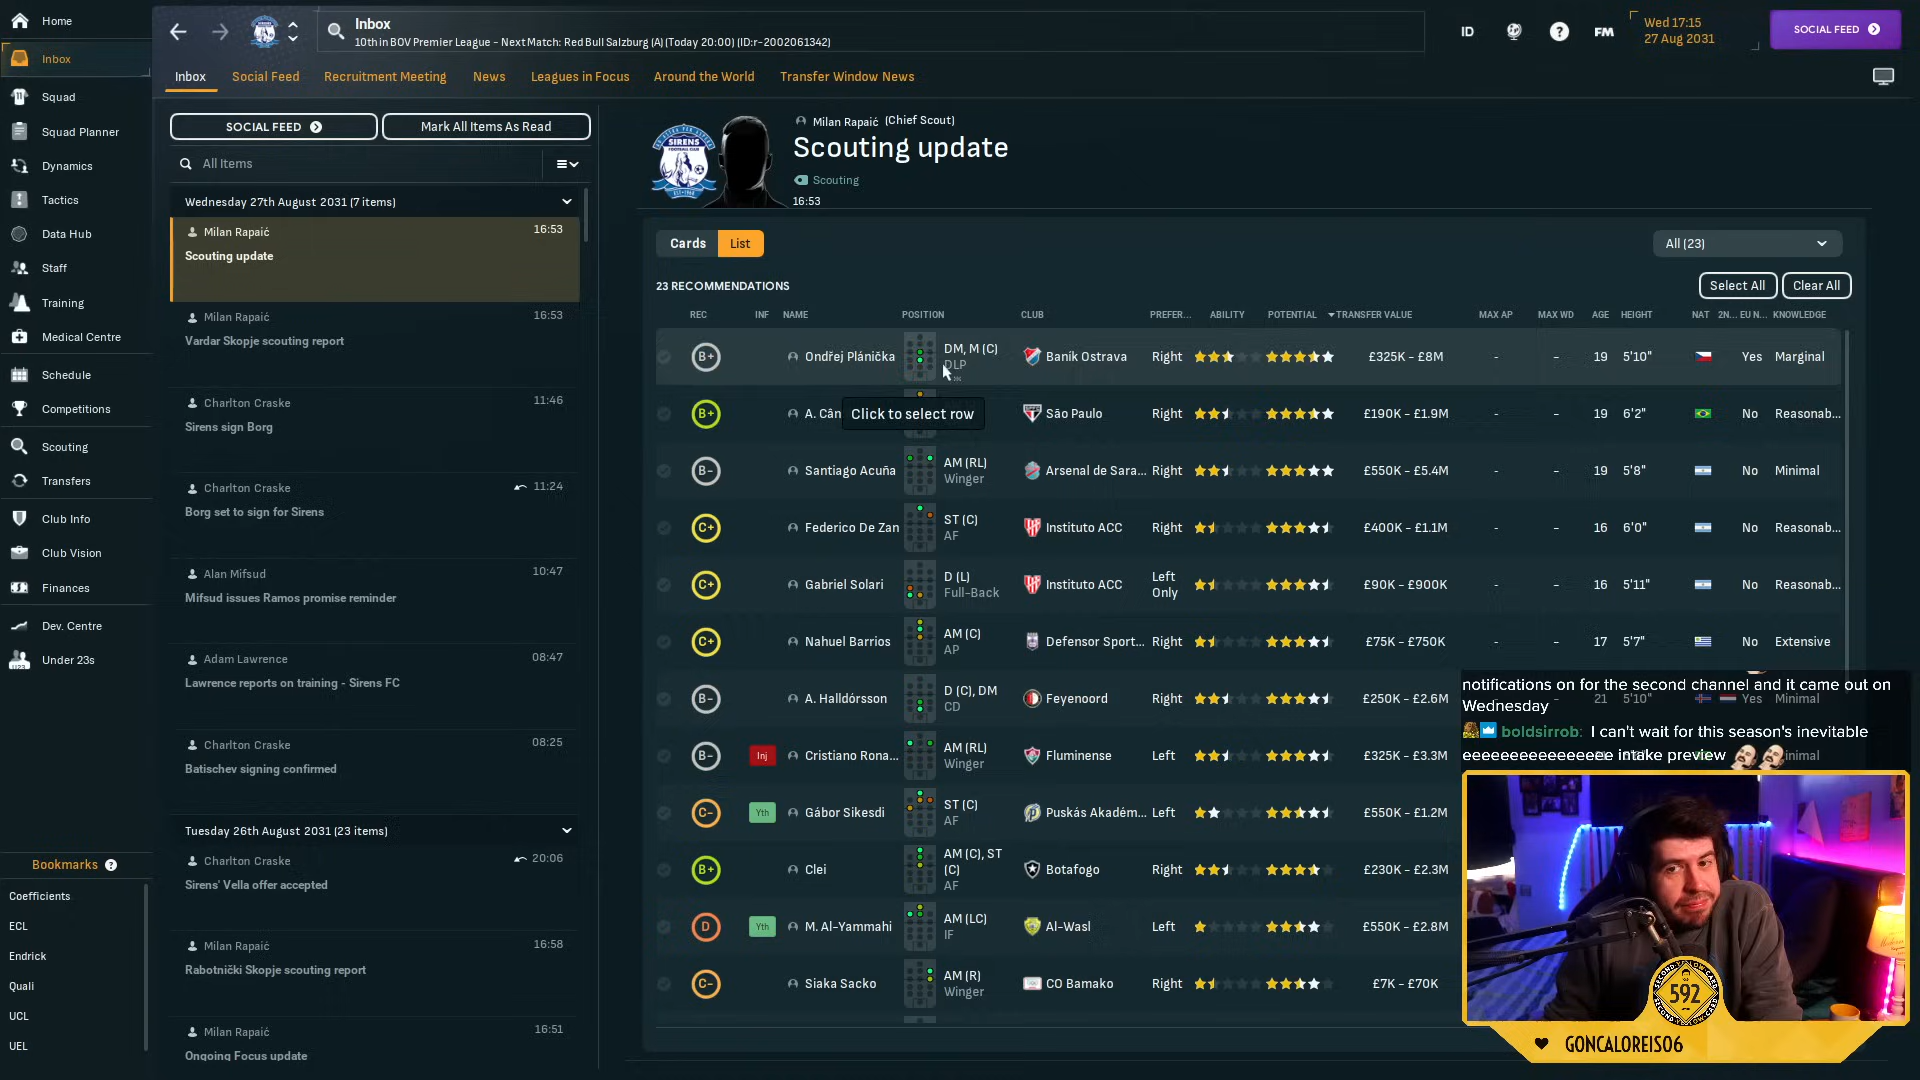 Home
Inbox
Squad
Squad Planner
Dynamics
Tactics
Data Hub
Staff
Training
Medical Centre
Schedule
Competitions
Scouting
Transfers
Club Info
Club Vision
Finances
Dev. Centre
Under 23s
Bookmarks ?
Coefficients
ECL
Endrick
Quali
UCL
UEL
Inbox
10th in BOV Premier League - Next Match: Red Bull Salzburg (A) (Today 20:00) (ID:r-2002061342)
ID
?
FM
Wed 17:15
27 Aug 2031
SOCIAL FEED
Inbox Social Feed Recruitment Meeting News Leagues in Focus Around the World Transfer Window News
SOCIAL FEED
Mark All Items As Read
All Items
Wednesday 27th August 2031 (7 items)
Milan Rapaić 16:53
Scouting update
Milan Rapaić 16:53
Vardar Skopje scouting report
Charlton Craske 11:46
Sirens sign Borg
Charlton Craske 11:24
Borg set to sign for Sirens
Alan Mifsud 10:47
Mifsud issues Ramos promise reminder
Adam Lawrence 08:47
Lawrence reports on training - Sirens FC
Charlton Craske 08:25
Batischev signing confirmed
Tuesday 26th August 2031 (23 items)
Charlton Craske 20:06
Sirens' Vella offer accepted
Milan Rapaić 16:58
Rabotnički Skopje scouting report
Milan Rapaić 16:51
Ongoing Focus update
SIRENS
Milan Rapaić (Chief Scout)
Scouting update
Scouting
16:53
Cards List
All (23)
23 RECOMMENDATIONS
Select All Clear All
REC INF NAME POSITION CLUB PREFER... ABILITY POTENTIAL TRANSFER VALUE MAX AP MAX WD AGE HEIGHT NAT 2N... EU N... KNOWLEDGE
B+ Ondřej Plánička DM, M (C) DLP Baník Ostrava Right £325K - £8M - - 19 5'10" Yes Marginal
Click to select row
B+ A. Cân São Paulo Right £190K - £1.9M - - 19 6'2" No Reasonab...
B- Santiago Acuña AM (RL) Winger Arsenal de Sara... Right £550K - £5.4M - - 19 5'8" No Minimal
C+ Federico De Zan ST (C) AF Instituto ACC Right £400K - £1.1M - - 16 6'0" No Reasonab...
C+ Gabriel Solari D (L) Full-Back Instituto ACC Left Only £90K - £900K - - 16 5'11" No Reasonab...
C+ Nahuel Barrios AM (C) AP Defensor Sport... Right £75K - £750K - - 17 5'7" No Extensive
B- A. Halldórsson D (C), DM CD Feyenoord Right £250K - £2.6M 21 5'10" Yes Minimal
B- Inj Cristiano Rona... AM (RL) Winger Fluminense Left £325K - £3.3M
C- Yth Gábor Sikesdi ST (C) AF Puskás Akadém... Left £550K - £1.2M
B+ Clei AM (C), ST (C) AF Botafogo Right £230K - £2.3M
D Yth M. Al-Yammahi AM (LC) IF Al-Wasl Left £550K - £2.8M
C- Siaka Sacko AM (R) Winger CO Bamako Right £7K - £70K
notifications on for the second channel and it came out on
Wednesday
boldsirrob: I can't wait for this season's inevitable
eeeeeeeeeeeeeere intake preview
SECOND YELLOW CARD
592
GONCALOREIS06